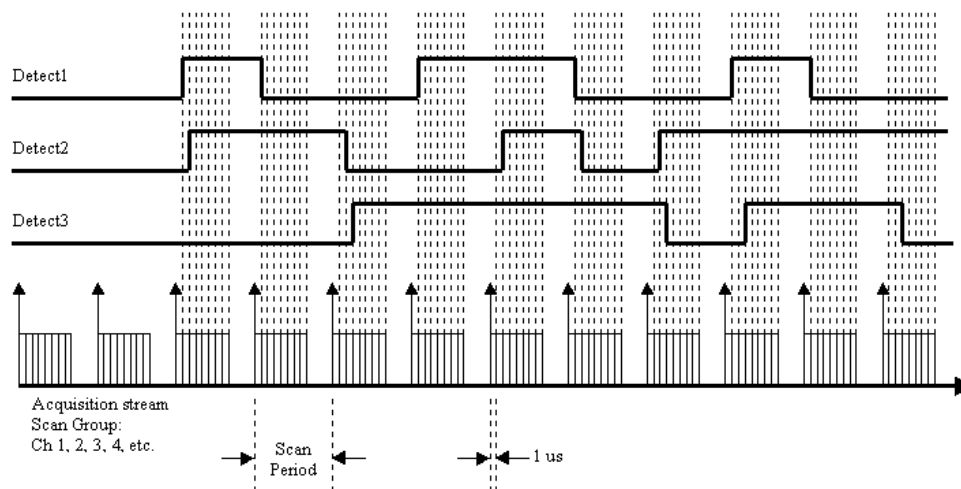 Detect1
Detect2
Detect3
Acquisition stream
Scan Group:
Ch 1, 2, 3, 4, etc.
Scan
Period
1 us